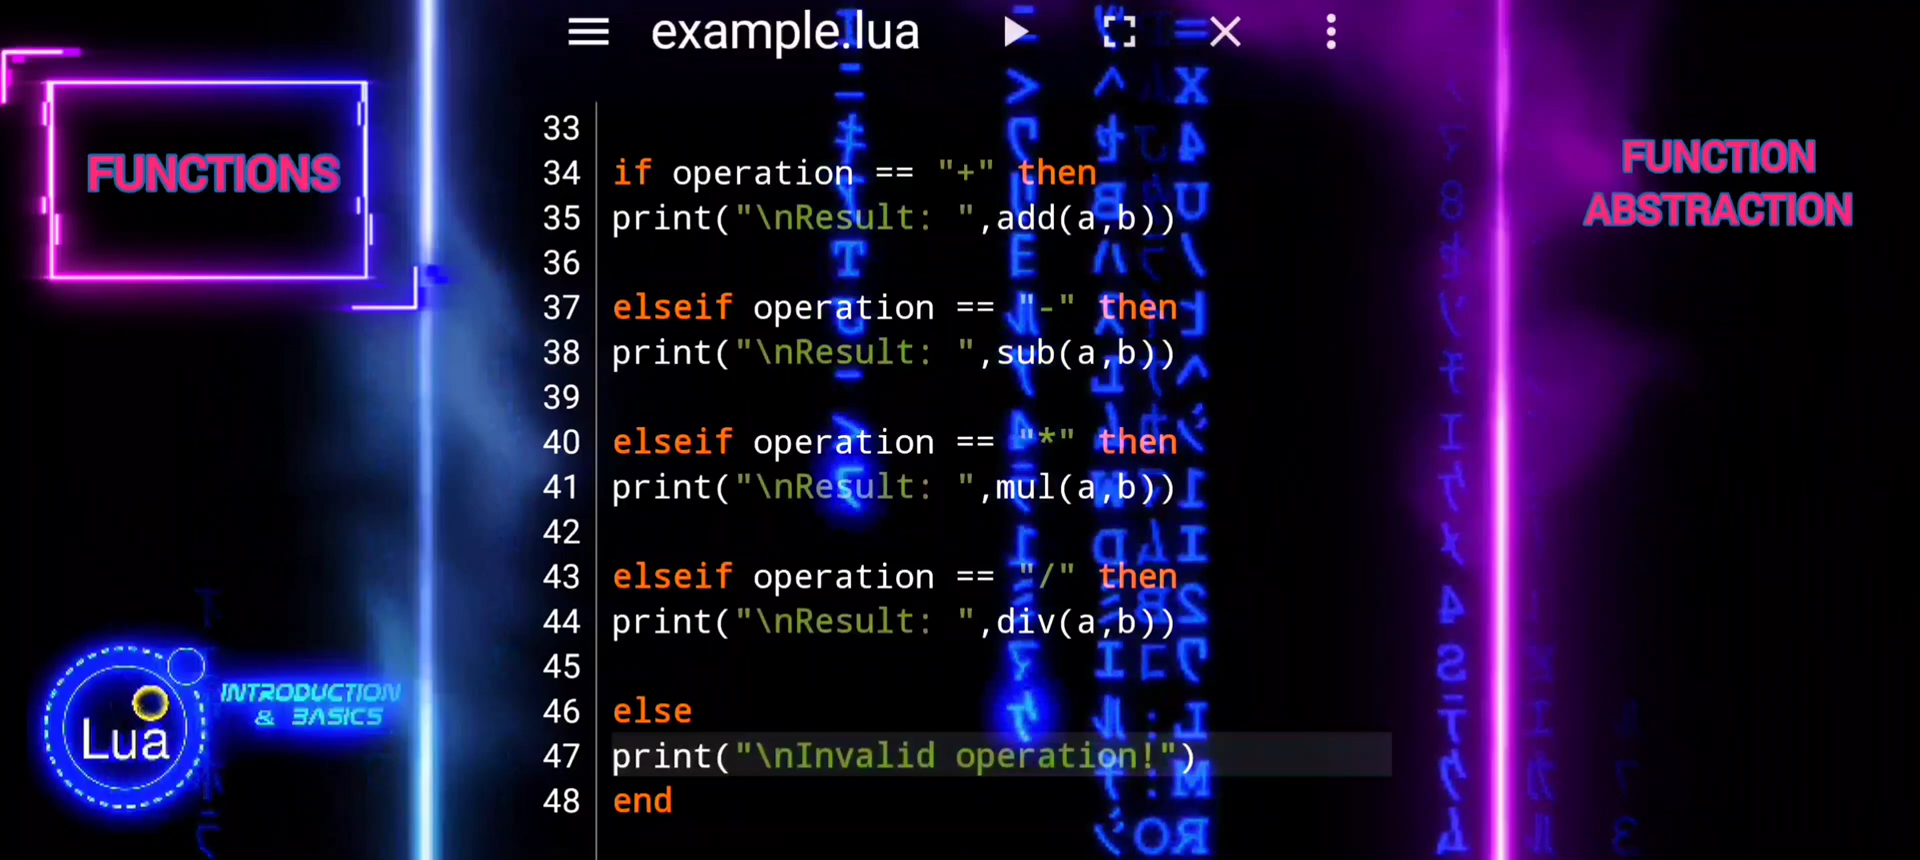 example.lua
FUNCTIONS
FUNCTION
ABSTRACTION
33
34 if operation == "+" then
35 print("\nResult: ",add(a,b))
36
37 elseif operation == "-" then
38 print("\nResult: ",sub(a,b))
39
40 elseif operation == "*" then
41 print("\nResult: ",mul(a,b))
42
43 elseif operation == "/" then
44 print("\nResult: ",div(a,b))
45
46 else
47 print("\nInvalid operation!")
48 end
Lua
INTRODUCTION
& BASICS